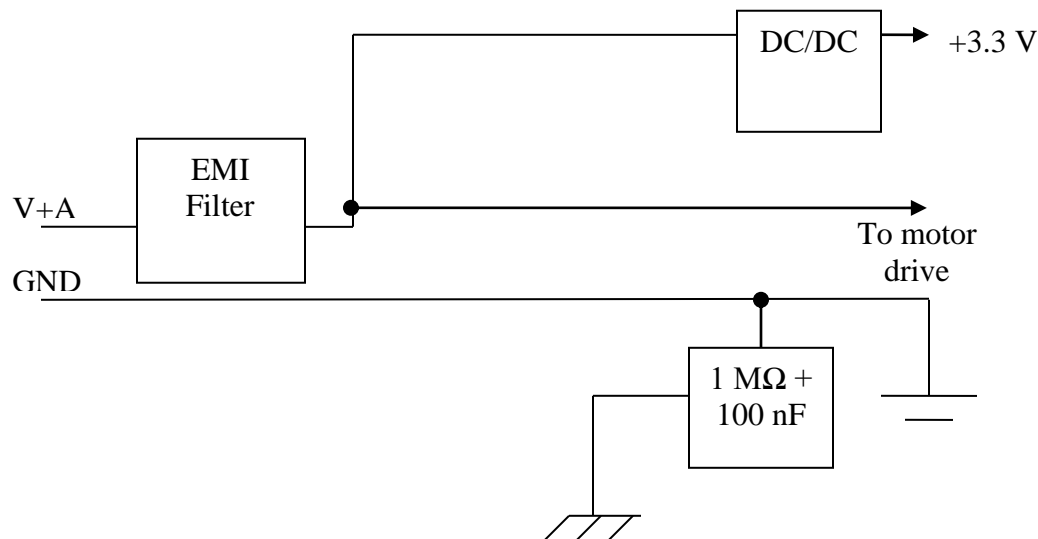 DC/DC
+3.3 V
EMI
Filter
V+A
To motor
drive
GND
1 MΩ +
100 nF